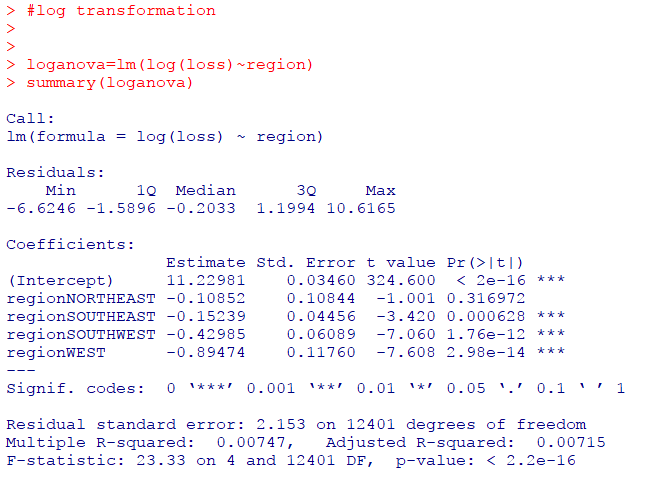 > #log transformation
>
>
> loganova=lm(log(loss)~region)
> summary(loganova)
Call:
lm(formula = log(loss) ~ region)
Residuals:
    Min      1Q  Median      3Q     Max
-6.6246 -1.5896 -0.2033  1.1994 10.6165
Coefficients:
                Estimate Std. Error t value Pr(>|t|)
(Intercept)     11.22981    0.03460 324.600  < 2e-16 ***
regionNORTHEAST -0.10852    0.10844  -1.001 0.316972
regionSOUTHEAST -0.15239    0.04456  -3.420 0.000628 ***
regionSOUTHWEST -0.42985    0.06089  -7.060 1.76e-12 ***
regionWEST      -0.89474    0.11760  -7.608 2.98e-14 ***
---
Signif. codes:  0 ‘***’ 0.001 ‘**’ 0.01 ‘*’ 0.05 ‘.’ 0.1 ‘ ’ 1
Residual standard error: 2.153 on 12401 degrees of freedom
Multiple R-squared:  0.00747,   Adjusted R-squared:  0.00715
F-statistic: 23.33 on 4 and 12401 DF,  p-value: < 2.2e-16